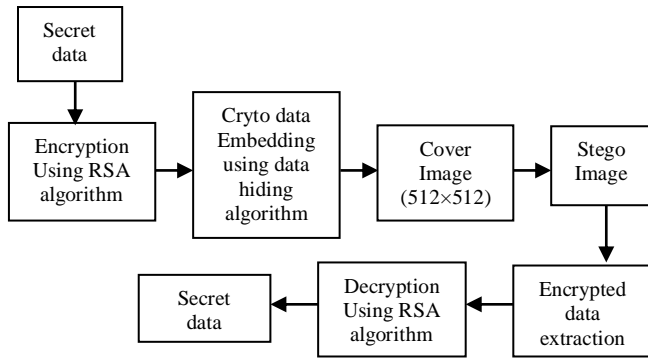 Secret
data
Encryption
Using RSA
algorithm
Cryto data
Embedding
using data
hiding
algorithm
Cover
Image
(512×512)
Stego
Image
Encrypted
data
extraction
Decryption
Using RSA
algorithm
Secret
data